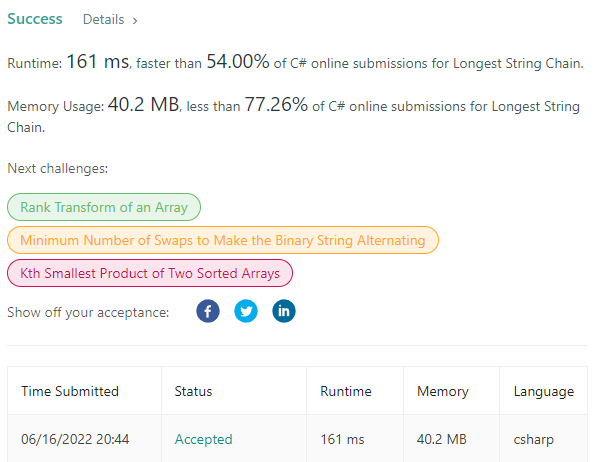 Success Details >
Runtime: 161 ms, faster than 54.00% of C# online submissions for Longest String Chain.
Memory Usage: 40.2 MB, less than 77.26% of C# online submissions for Longest String
Chain.
Next challenges:
Rank Transform of an Array
Minimum Number of Swaps to Make the Binary String Alternating
Kth Smallest Product of Two Sorted Arrays
Show off your acceptance: f in
Time Submitted Status Runtime Memory Language
06/16/2022 20:44 Accepted 161 ms 40.2 MB csharp